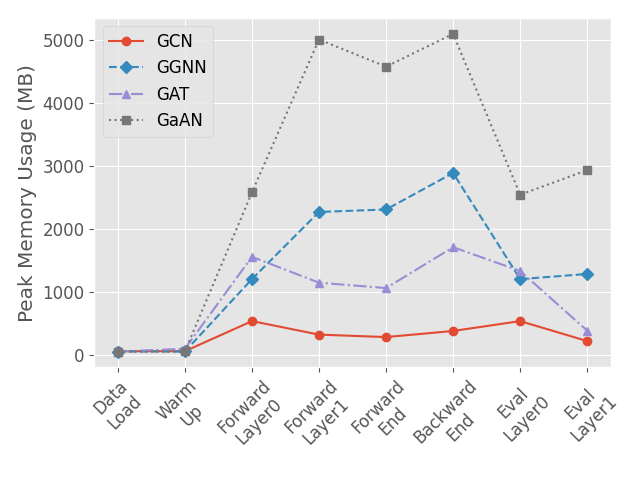 Peak Memory Usage (MB)
5000
4000
3000
2000
1000
0
GCN
GGNN
GAT
GaAN
Data
Load
Warm
Up
Forward
Layer0
Forward
Layer1
Forward
End
Backward
End
Eval
Layer0
Eval
Layer1